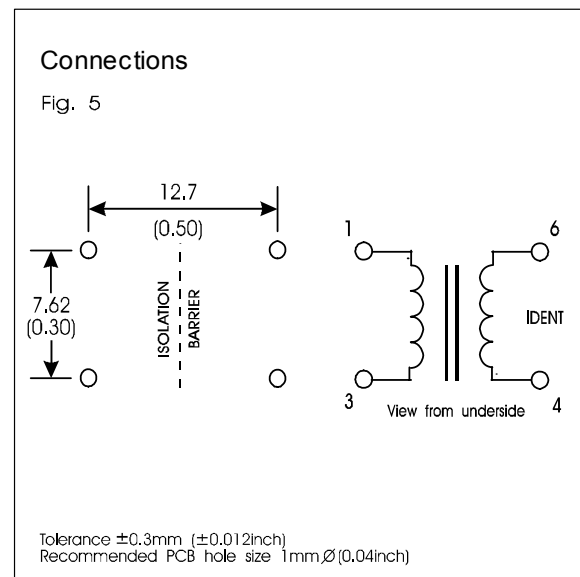 Connections
Fig. 5
12.7
(0.50)
7.62
(0.30)
ISOLATION
BARRIER
1
6
IDENT
3
4
View from underside
Tolerance ±0.3mm (±0.012inch)
Recommended PCB hole size 1mmØ(0.04inch)